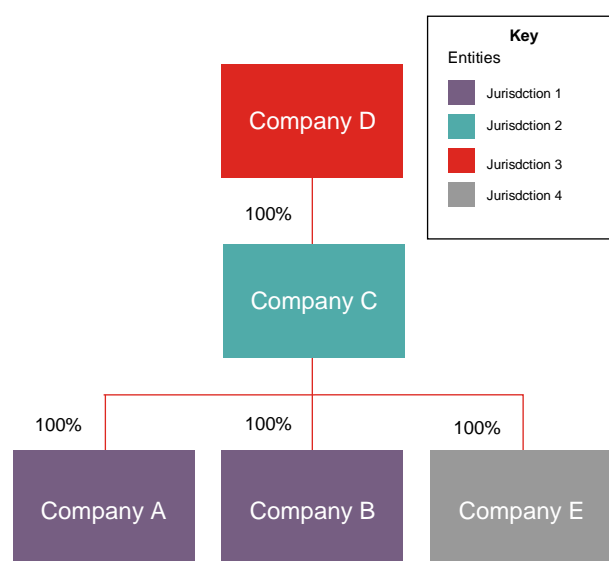 Key
Entities
Jurisdction 1
Jurisdction 2
Jurisdction 3
Jurisdction 4
Company D
100%
Company C
100%
100%
100%
Company A
Company B
Company E